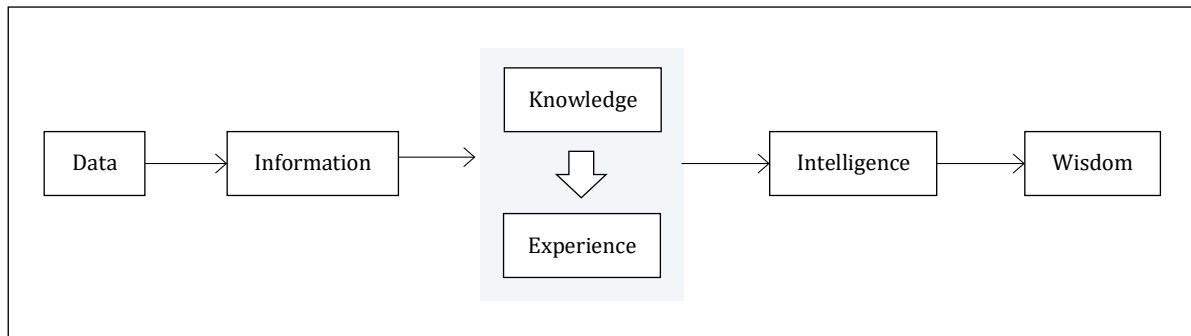 Data
Information
Knowledge
Experience
Intelligence
Wisdom